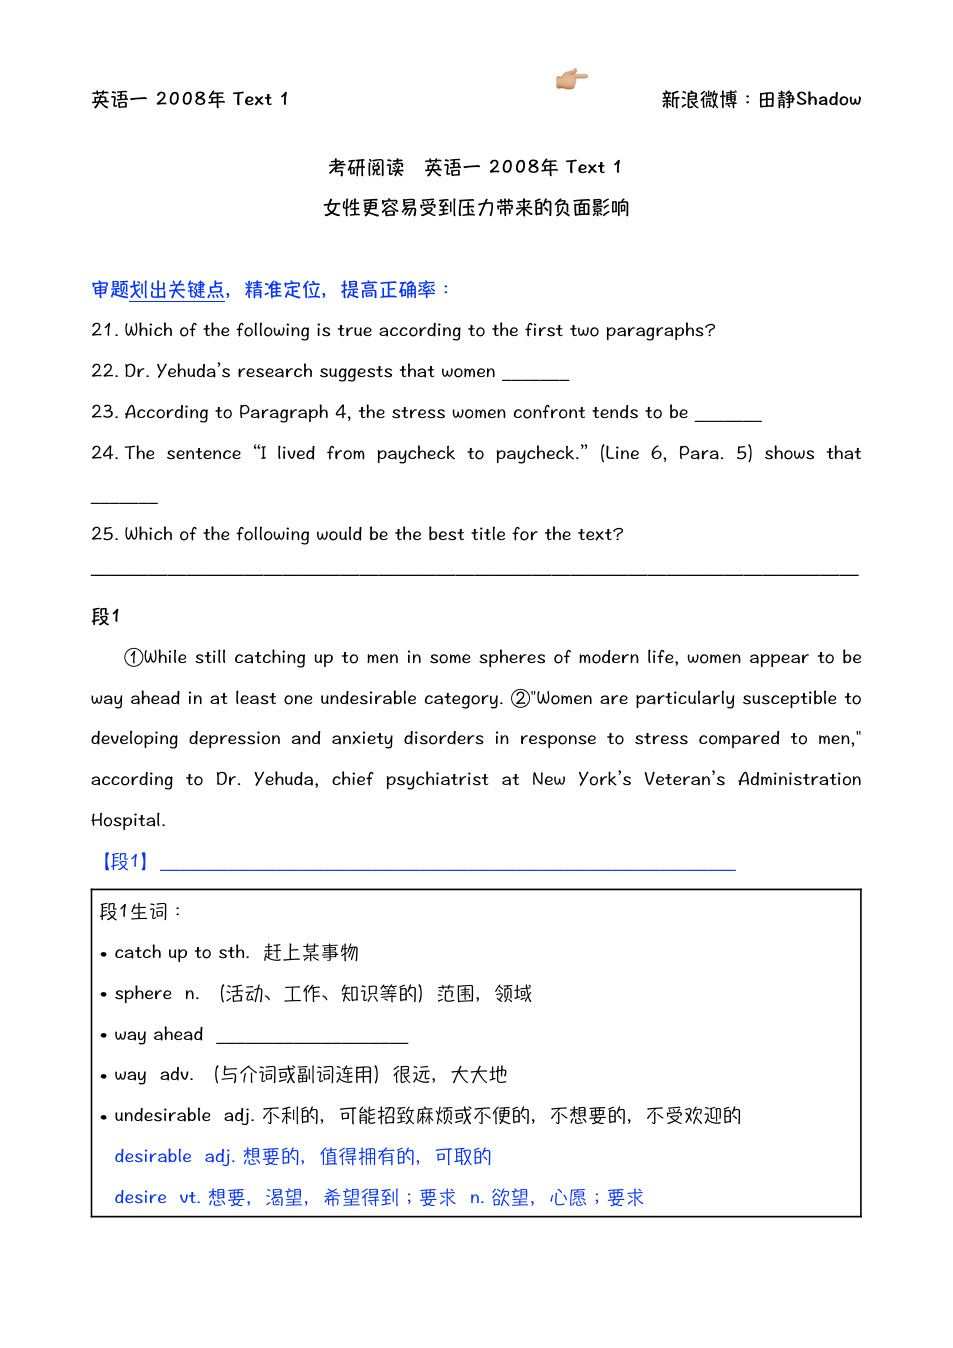 英语一 2008年 Text 1 新浪微博：田静Shadow
考研阅读 英语一 2008年 Text 1
女性更容易受到压力带来的负面影响
审题划出关键点，精准定位，提高正确率：
21. Which of the following is true according to the first two paragraphs?
22. Dr. Yehuda's research suggests that women _______
23. According to Paragraph 4, the stress women confront tends to be _______
24. The sentence “I lived from paycheck to paycheck.” (Line 6, Para. 5) shows that
_______
25. Which of the following would be the best title for the text?
段1
①While still catching up to men in some spheres of modern life, women appear to be
way ahead in at least one undesirable category. ②"Women are particularly susceptible to
developing depression and anxiety disorders in response to stress compared to men,"
according to Dr. Yehuda, chief psychiatrist at New York's Veteran's Administration
Hospital.
【段1】____________________________________________________________
段1生词：
• catch up to sth. 赶上某事物
• sphere n. （活动、工作、知识等的）范围，领域
• way ahead ____________________
• way adv. （与介词或副词连用）很远，大大地
• undesirable adj. 不利的，可能招致麻烦或不便的，不想要的，不受欢迎的
desirable adj. 想要的，值得拥有的，可取的
desire vt. 想要，渴望，希望得到；要求 n. 欲望，心愿；要求